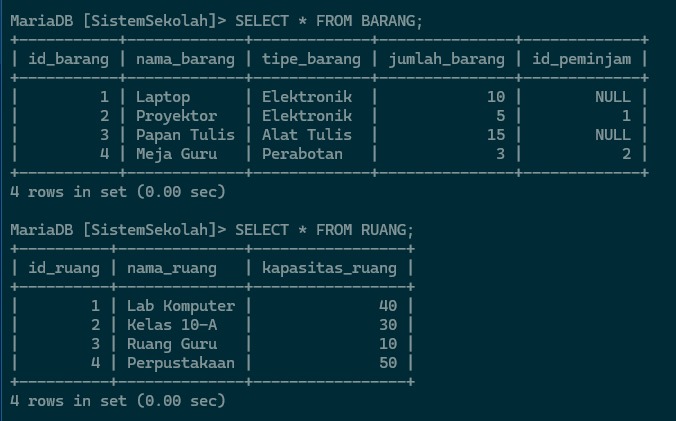 MariaDB [SistemSekolah]> SELECT * FROM BARANG;
+-----------+-------------+-------------+---------------+-------------+
| id_barang | nama_barang | tipe_barang | jumlah_barang | id_peminjam |
+-----------+-------------+-------------+---------------+-------------+
|         1 | Laptop      | Elektronik  |            10 |        NULL |
|         2 | Proyektor   | Elektronik  |             5 |           1 |
|         3 | Papan Tulis | Alat Tulis  |            15 |        NULL |
|         4 | Meja Guru   | Perabotan   |             3 |           2 |
+-----------+-------------+-------------+---------------+-------------+
4 rows in set (0.00 sec)
MariaDB [SistemSekolah]> SELECT * FROM RUANG;
+----------+--------------+-----------------+
| id_ruang | nama_ruang   | kapasitas_ruang |
+----------+--------------+-----------------+
|        1 | Lab Komputer |              40 |
|        2 | Kelas 10-A   |              30 |
|        3 | Ruang Guru   |              10 |
|        4 | Perpustakaan |              50 |
+----------+--------------+-----------------+
4 rows in set (0.00 sec)